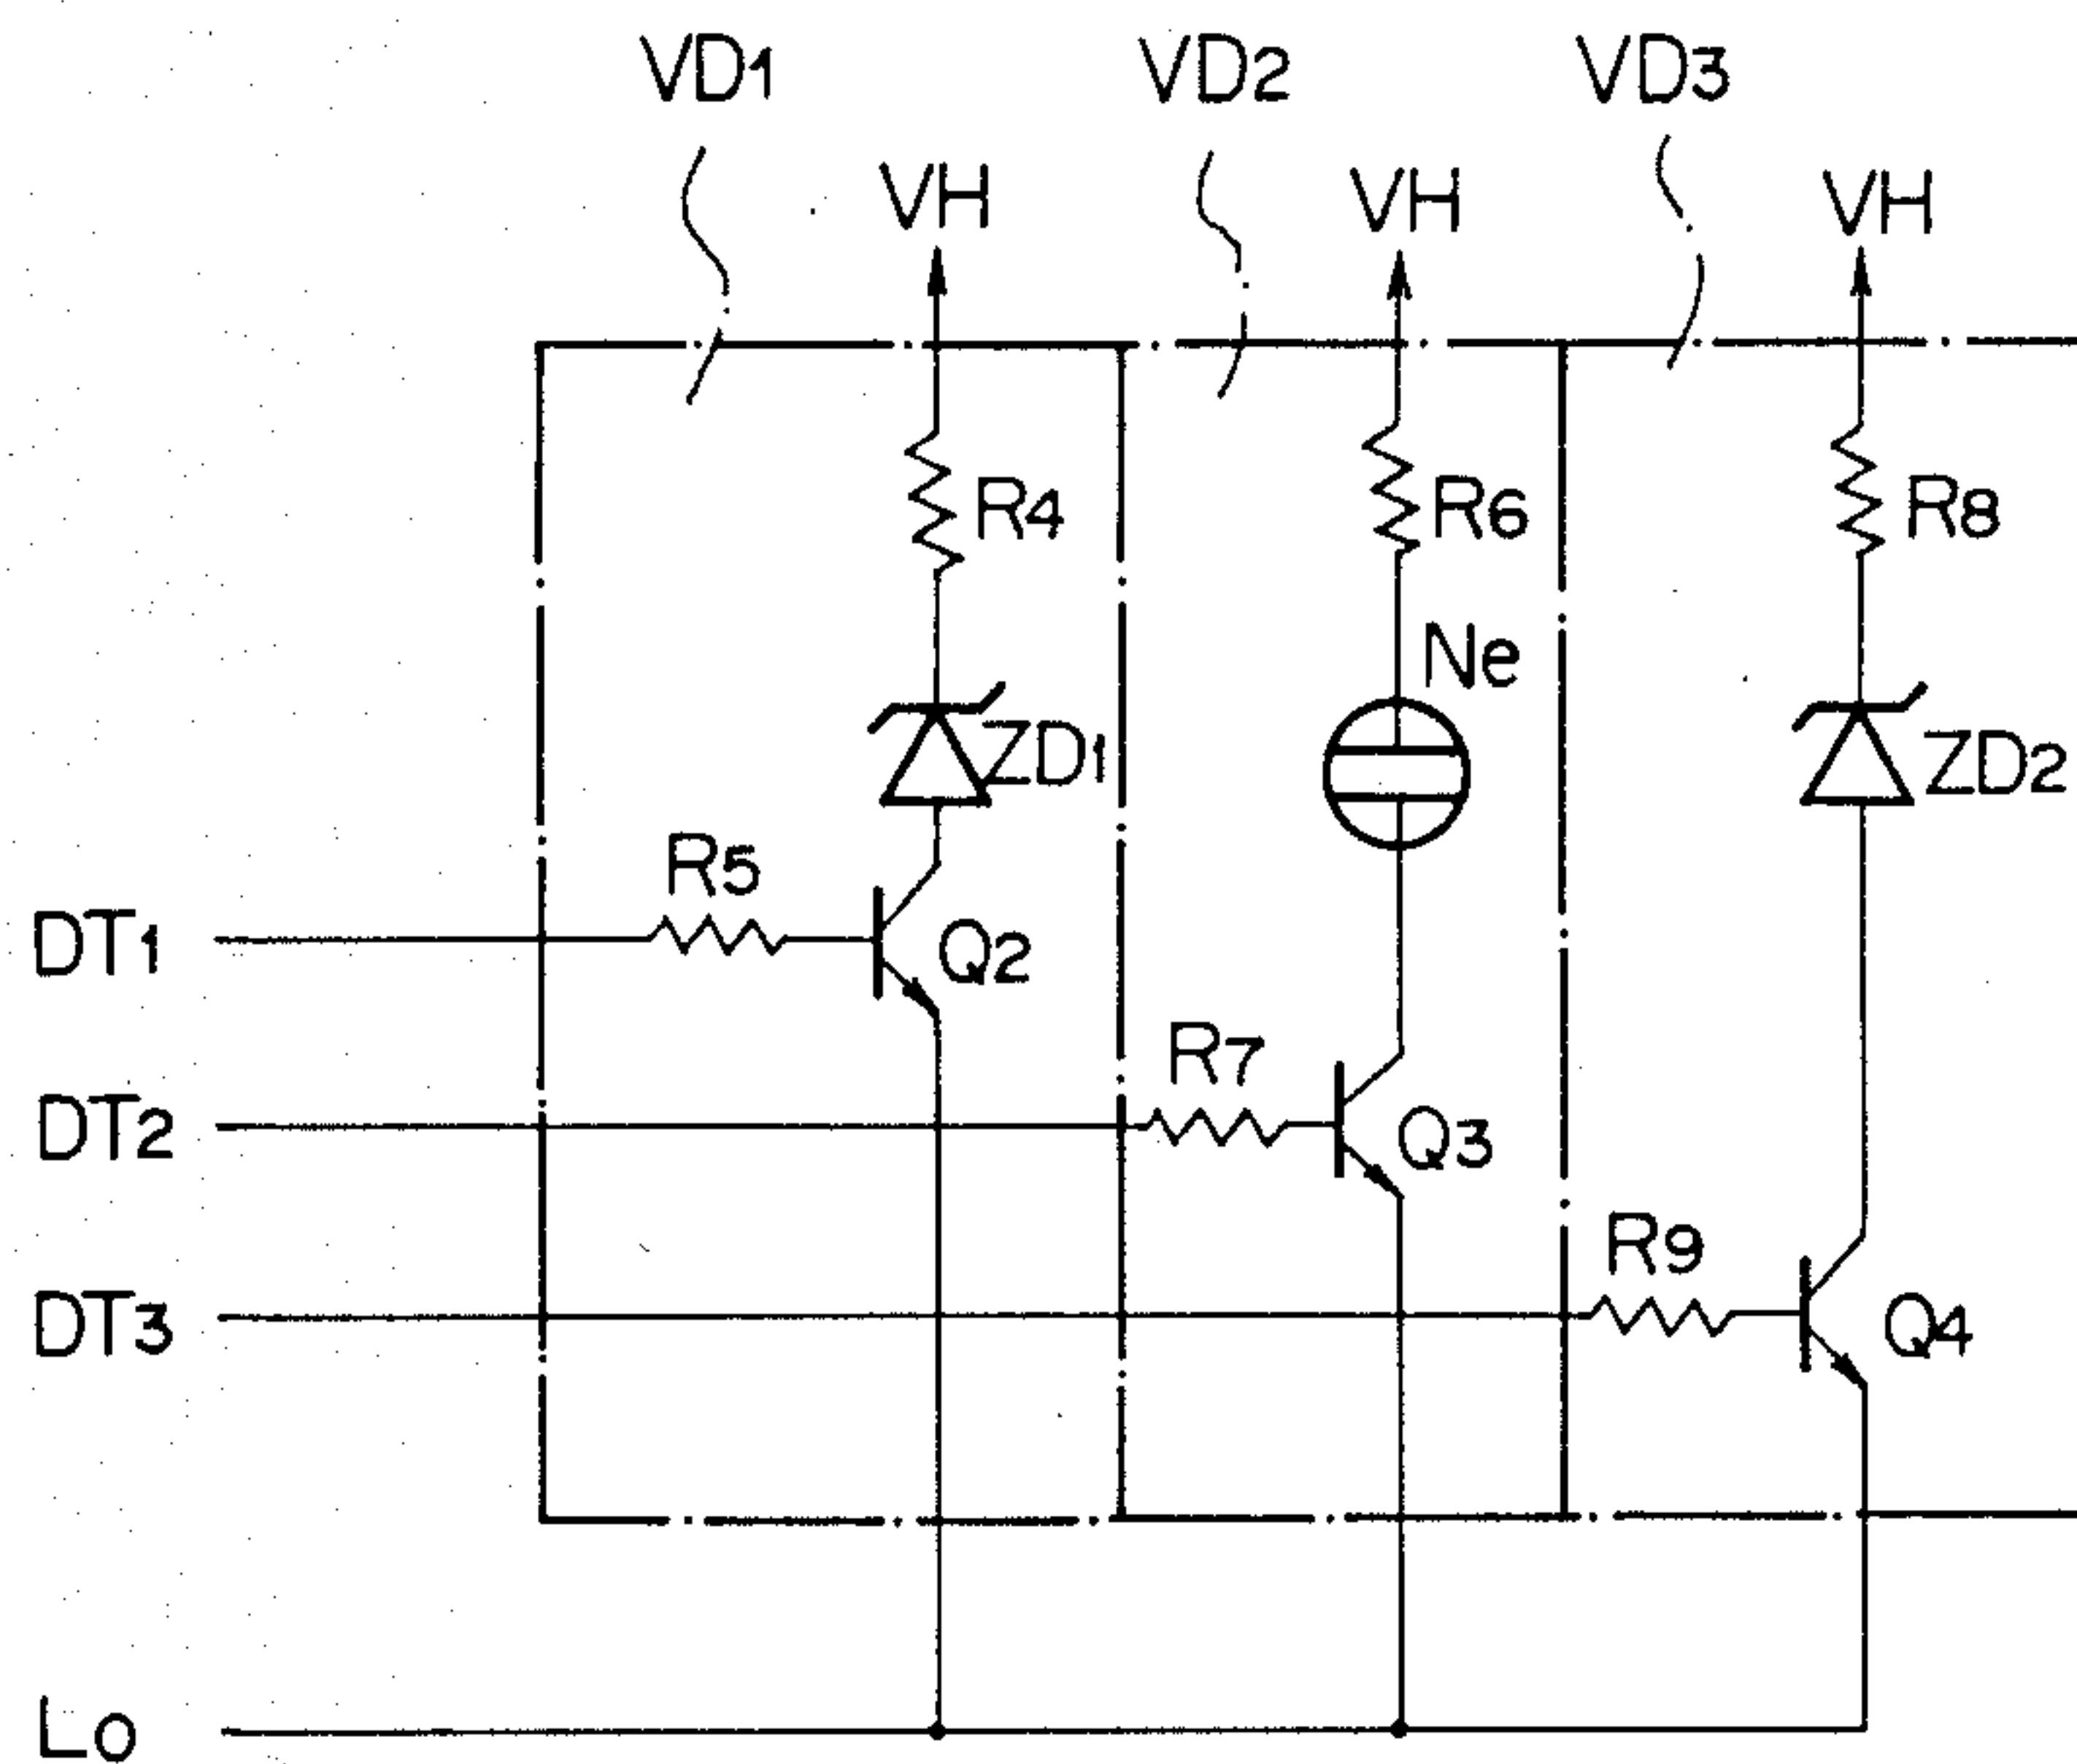 VD1 VD2 VD3
VH VH VH
R4 R6 R8
Ne
ZD1 ZD2
R5
DT1 Q2
R7
DT2 Q3
R9
DT3 Q4
Lo